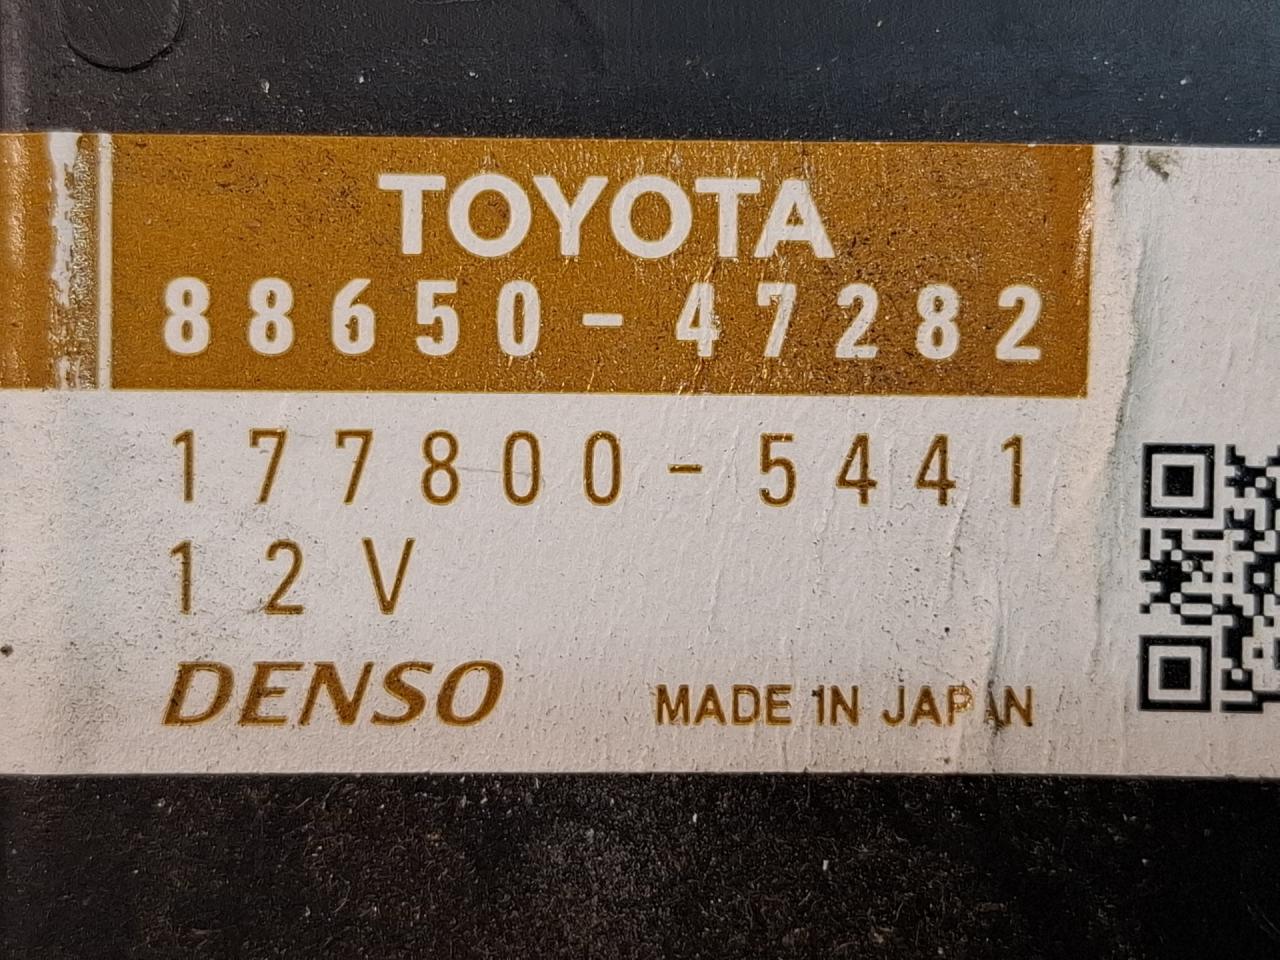 TOYOTA
88650-47282
177800-5441
12V
DENSO MADE IN JAPAN